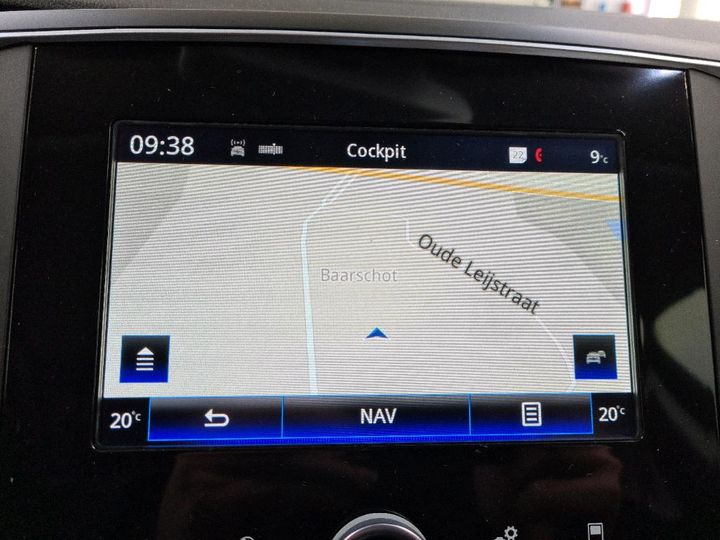 09:38 Cockpit 22 9°C
Oude Leijstraat
Baarschot
20°C NAV 20°C